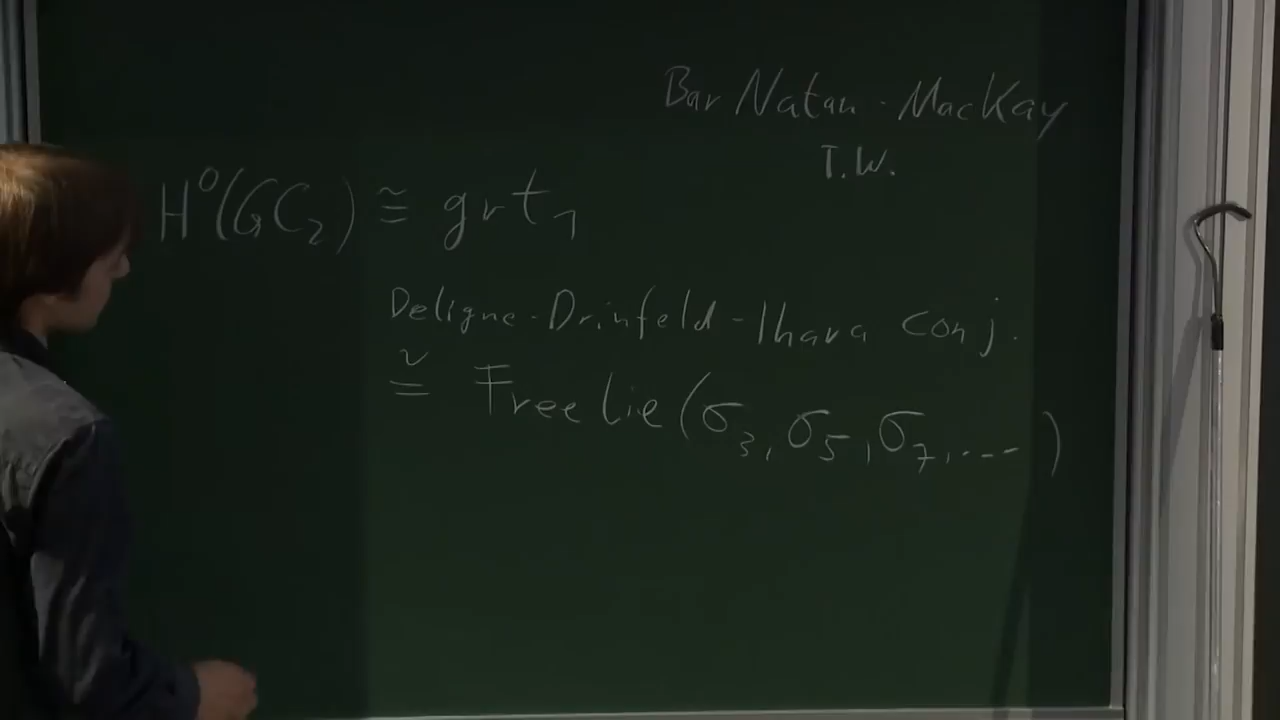 Bar Natan - MacKay
T.W.
H⁰(GC₂) ≅ grt₁
Deligne-Drinfeld-Ihara conj.
≅ Free Lie (σ₃, σ₅, σ₇, ....)